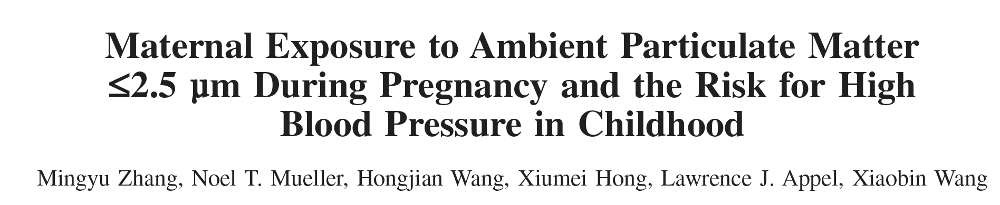 Maternal Exposure to Ambient Particulate Matter
≤2.5 µm During Pregnancy and the Risk for High
Blood Pressure in Childhood
Mingyu Zhang, Noel T. Mueller, Hongjian Wang, Xiumei Hong, Lawrence J. Appel, Xiaobin Wang